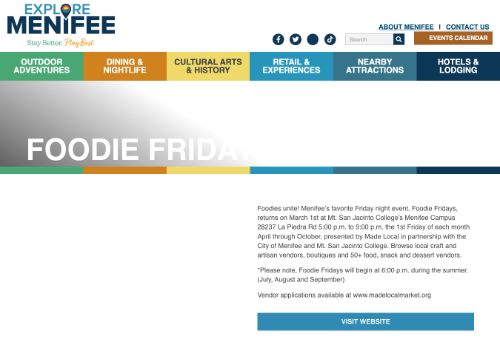 EXPLORE
MENIFEE
Stay Better. Play Best.
ABOUT MENIFEE | CONTACT US
Search
EVENTS CALENDAR
OUTDOOR
ADVENTURES
DINING &
NIGHTLIFE
CULTURAL ARTS
& HISTORY
RETAIL &
EXPERIENCES
NEARBY
ATTRACTIONS
HOTELS &
LODGING
FOODIE FRIDAY
Foodies unite! Menifee's favorite Friday night event, Foodie Fridays,
returns on March 1st at Mt. San Jacinto College's Menifee Campus
28237 La Piedra Rd 5:00 p.m. to 9:00 p.m. the 1st Friday of each month
April through October, presented by Made Local in partnership with the
City of Menifee and Mt. San Jacinto College. Browse local craft and
artisan vendors, boutiques and 50+ food, snack and dessert vendors.
*Please note, Foodie Fridays will begin at 6:00 p.m. during the summer.
(July, August and September)
Vendor applications available at www.madelocalmarket.org
VISIT WEBSITE